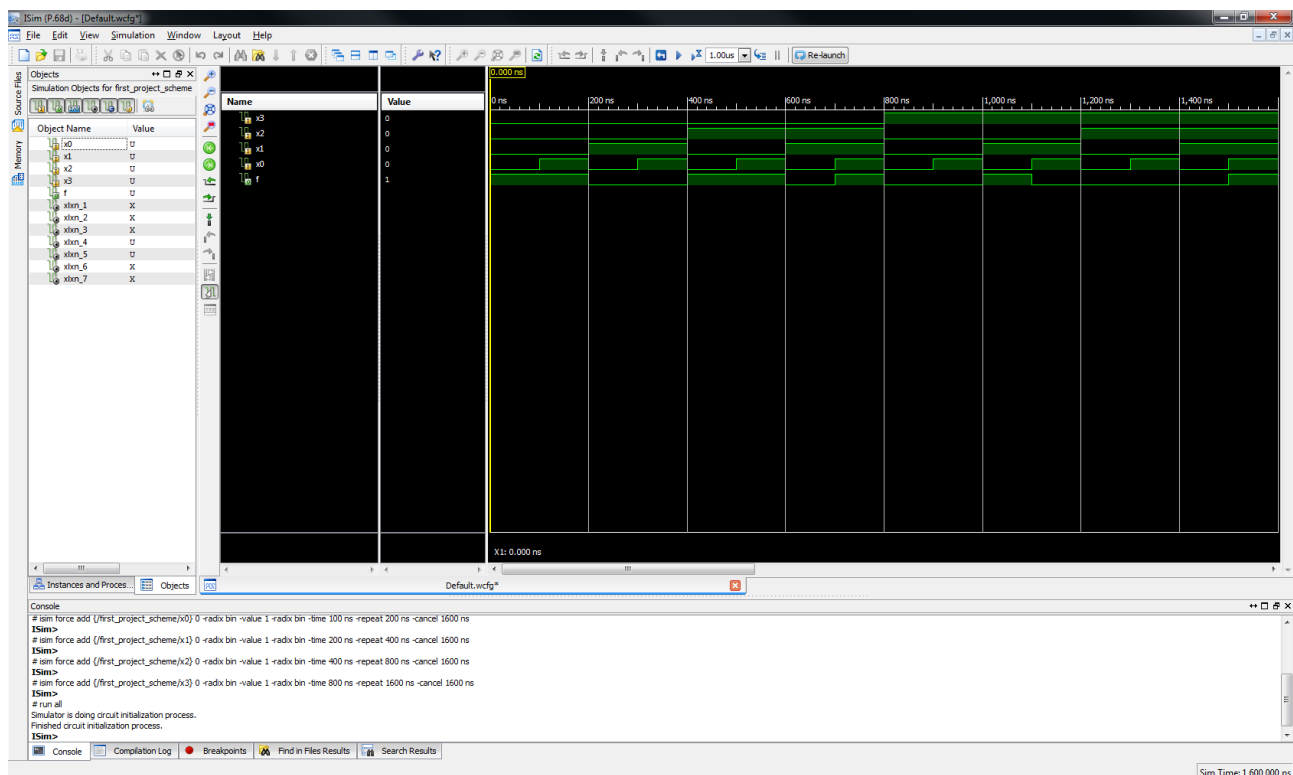 ISim (P.68d) - [Default.wcfg*]
File Edit View Simulation Window Layout Help
1.00us Re-launch
Source Files
Memory
Objects
Simulation Objects for first_project_scheme
Object Name Value
x0 U
x1 U
x2 U
x3 U
f U
xlxn_1 X
xlxn_2 X
xlxn_3 X
xlxn_4 U
xlxn_5 U
xlxn_6 X
xlxn_7 X
Instances and Proces... Objects
0.000 ns
Name Value 0 ns 200 ns 400 ns 600 ns 800 ns 1,000 ns 1,200 ns 1,400 ns
x3 0
x2 0
x1 0
x0 0
f 1
X1: 0.000 ns
Default.wcfg*
Console
# isim force add {/first_project_scheme/x0} 0 -radix bin -value 1 -radix bin -time 100 ns -repeat 200 ns -cancel 1600 ns
ISim>
# isim force add {/first_project_scheme/x1} 0 -radix bin -value 1 -radix bin -time 200 ns -repeat 400 ns -cancel 1600 ns
ISim>
# isim force add {/first_project_scheme/x2} 0 -radix bin -value 1 -radix bin -time 400 ns -repeat 800 ns -cancel 1600 ns
ISim>
# isim force add {/first_project_scheme/x3} 0 -radix bin -value 1 -radix bin -time 800 ns -repeat 1600 ns -cancel 1600 ns
ISim>
# run all
Simulator is doing circuit initialization process.
Finished circuit initialization process.
ISim>
Console Compilation Log Breakpoints Find in Files Results Search Results
Sim Time: 1,600,000 ps